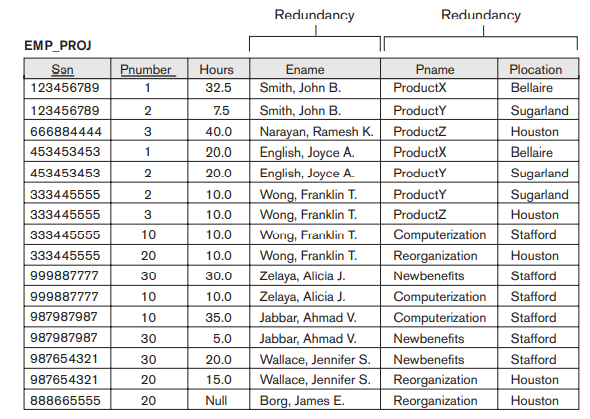 Redundancy Redundancy
EMP_PROJ
Ssn Pnumber Hours Ename Pname Plocation
123456789 1 32.5 Smith, John B. ProductX Bellaire
123456789 2 7.5 Smith, John B. ProductY Sugarland
666884444 3 40.0 Narayan, Ramesh K. ProductZ Houston
453453453 1 20.0 English, Joyce A. ProductX Bellaire
453453453 2 20.0 English, Joyce A. ProductY Sugarland
333445555 2 10.0 Wong, Franklin T. ProductY Sugarland
333445555 3 10.0 Wong, Franklin T. ProductZ Houston
333445555 10 10.0 Wong, Franklin T. Computerization Stafford
333445555 20 10.0 Wong, Franklin T. Reorganization Houston
999887777 30 30.0 Zelaya, Alicia J. Newbenefits Stafford
999887777 10 10.0 Zelaya, Alicia J. Computerization Stafford
987987987 10 35.0 Jabbar, Ahmad V. Computerization Stafford
987987987 30 5.0 Jabbar, Ahmad V. Newbenefits Stafford
987654321 30 20.0 Wallace, Jennifer S. Newbenefits Stafford
987654321 20 15.0 Wallace, Jennifer S. Reorganization Houston
888665555 20 Null Borg, James E. Reorganization Houston